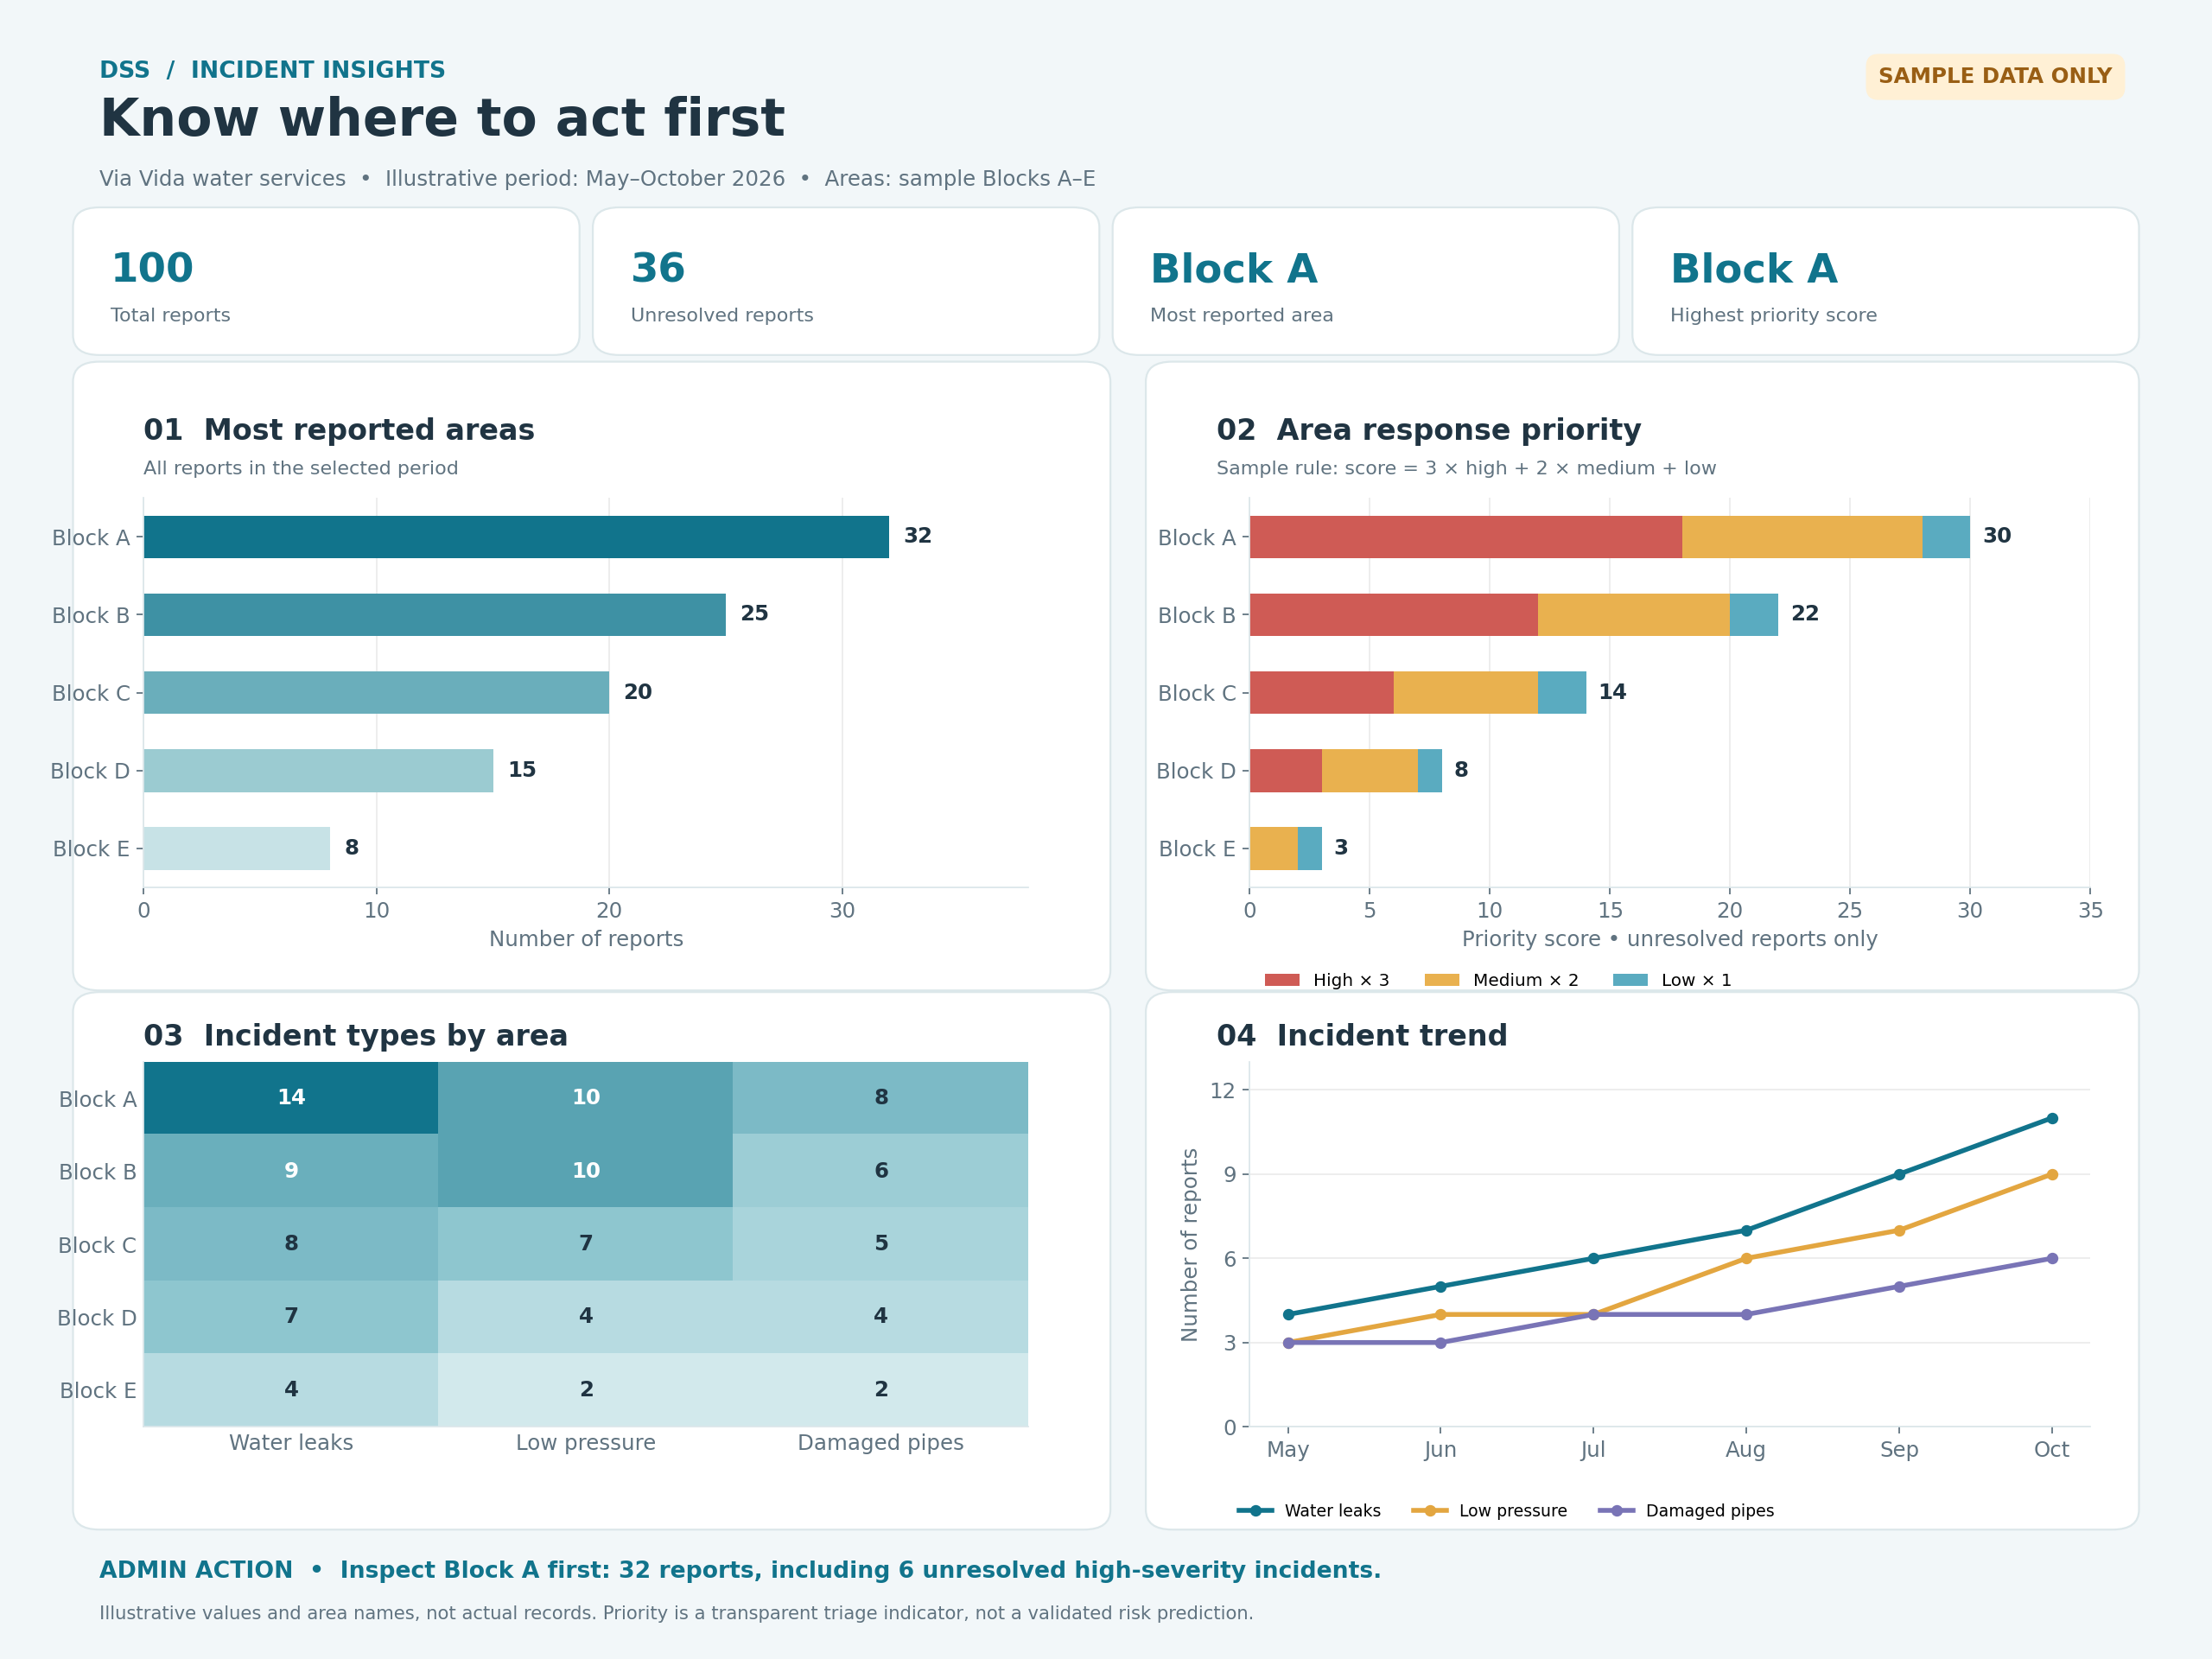 DSS / INCIDENT INSIGHTS
SAMPLE DATA ONLY
Know where to act first
Via Vida water services • Illustrative period: May–October 2026 • Areas: sample Blocks A–E
100
Total reports
36
Unresolved reports
Block A
Most reported area
Block A
Highest priority score
01 Most reported areas
All reports in the selected period
Block A 32
Block B 25
Block C 20
Block D 15
Block E 8
0 10 20 30
Number of reports
02 Area response priority
Sample rule: score = 3 × high + 2 × medium + low
Block A 30
Block B 22
Block C 14
Block D 8
Block E 3
0 5 10 15 20 25 30 35
Priority score • unresolved reports only
High × 3 Medium × 2 Low × 1
03 Incident types by area
Block A 14 10 8
Block B 9 10 6
Block C 8 7 5
Block D 7 4 4
Block E 4 2 2
Water leaks Low pressure Damaged pipes
04 Incident trend
Number of reports
12
9
6
3
0
May Jun Jul Aug Sep Oct
Water leaks Low pressure Damaged pipes
ADMIN ACTION • Inspect Block A first: 32 reports, including 6 unresolved high-severity incidents.
Illustrative values and area names, not actual records. Priority is a transparent triage indicator, not a validated risk prediction.